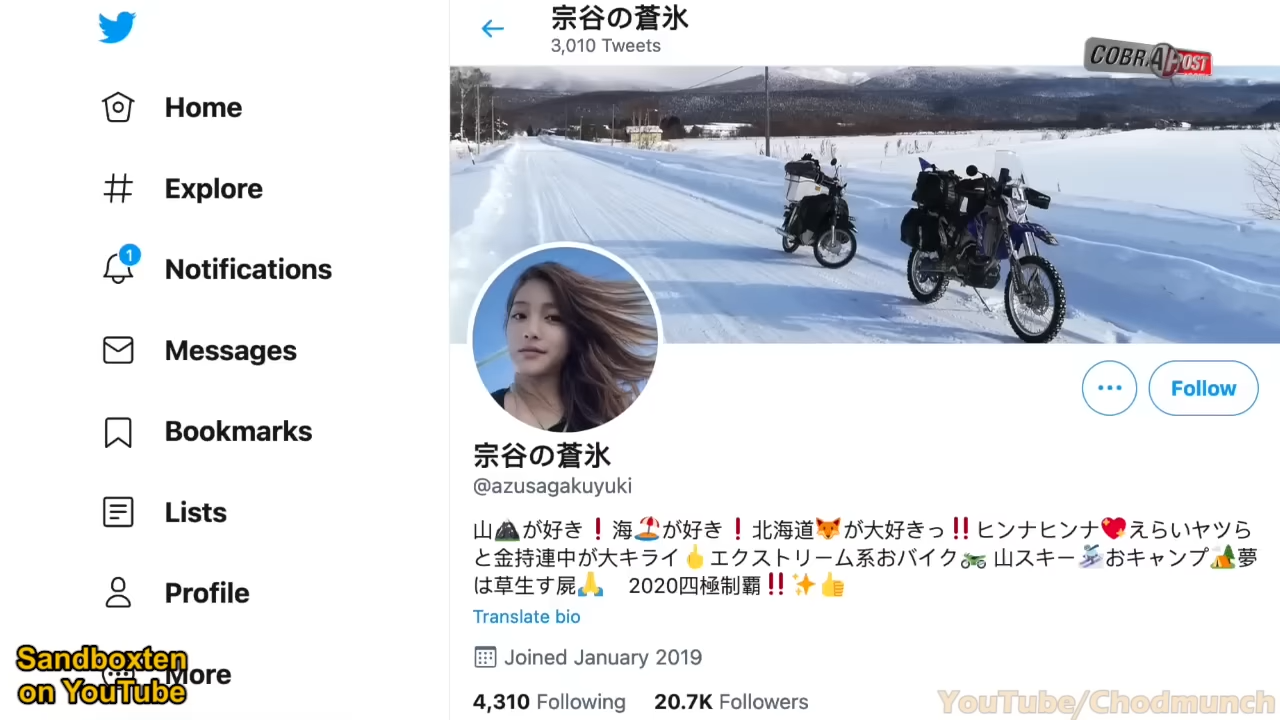 宗谷の蒼氷
3,010 Tweets
COBRAPOST
Home
Explore
1
Notifications
Messages
Bookmarks
Lists
Profile
More
Follow
宗谷の蒼氷
@azusagakuyuki
山⛰が好き❗海🏖が好き❗北海道🦊が大好きっ‼ヒンナヒンナ💖えらいヤツら
と金持連中が大キライ🖕エクストリーム系おバイク🏍 山スキー⛷おキャンプ🏕夢
は草生す屍🙏　2020四極制覇‼✨👍
Translate bio
Joined January 2019
4,310 Following 20.7K Followers
Sandboxten
on YouTube
YouTube/Chodmunch